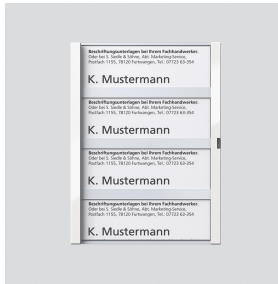 Beschriftungsunterlagen bei Ihrem Fachhandwerker.
Oder bei S. Siedle & Söhne, Abt. Marketing-Service,
Postfach 1155, 78120 Furtwangen, Tel.: 07723 63-354
K. Mustermann
Beschriftungsunterlagen bei Ihrem Fachhandwerker.
Oder bei S. Siedle & Söhne, Abt. Marketing-Service,
Postfach 1155, 78120 Furtwangen, Tel.: 07723 63-354
K. Mustermann
Beschriftungsunterlagen bei Ihrem Fachhandwerker.
Oder bei S. Siedle & Söhne, Abt. Marketing-Service,
Postfach 1155, 78120 Furtwangen, Tel.: 07723 63-354
K. Mustermann
Beschriftungsunterlagen bei Ihrem Fachhandwerker.
Oder bei S. Siedle & Söhne, Abt. Marketing-Service,
Postfach 1155, 78120 Furtwangen, Tel.: 07723 63-354
K. Mustermann